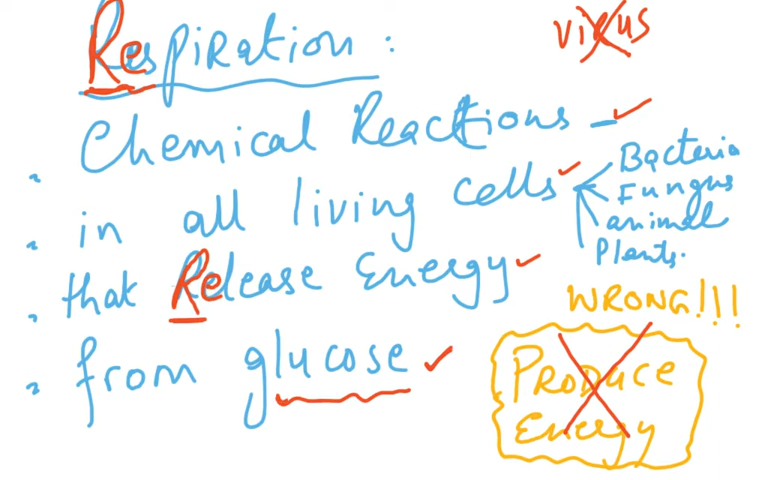 Respiration :
virus
Chemical Reactions –
in all living cells
Bacteria
Fungus
animal
Plants.
that Release Energy
from glucose
WRONG!!!
PRODUCE
Energy